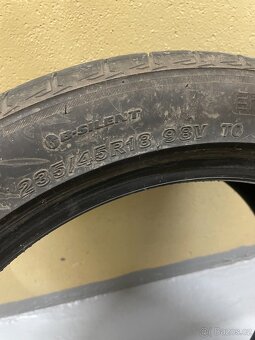 B-SILENT
235/45R18 98V TO
Bazos.cz